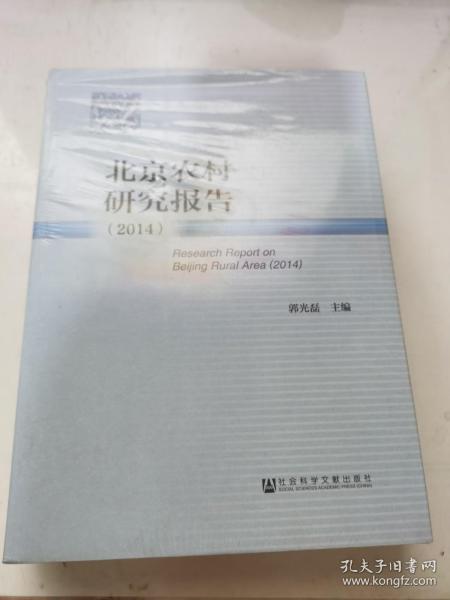 北京农村
研究报告
(2014)
Research Report on
Beijing Rural Area (2014)
郭光磊 主编
社会科学文献出版社
SOCIAL SCIENCES ACADEMIC PRESS (CHINA)
孔夫子旧书网
www.kongfz.com